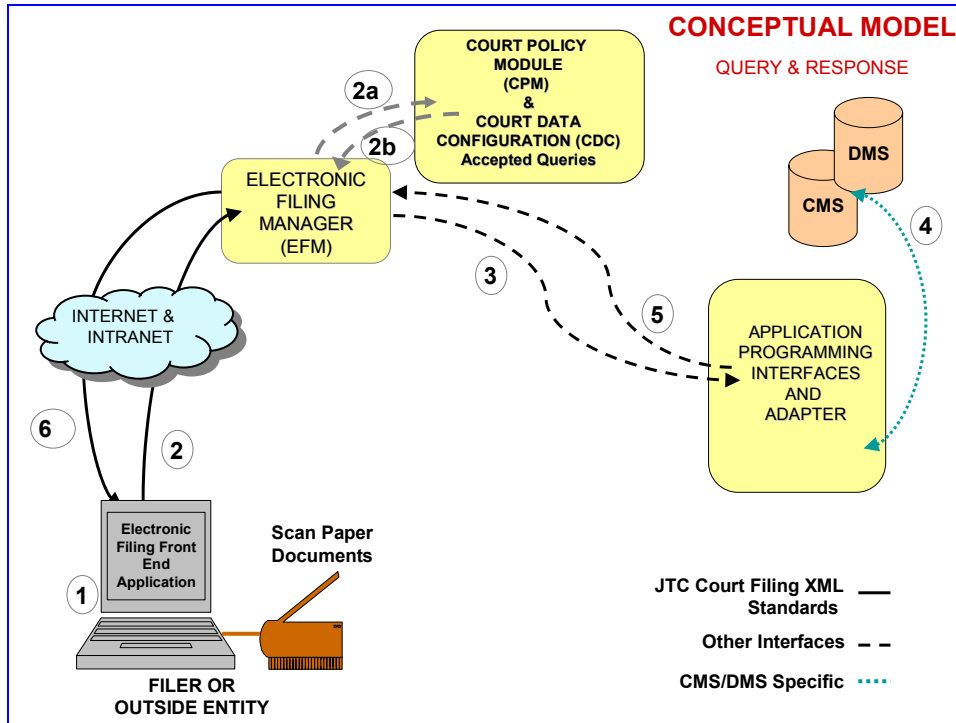 CONCEPTUAL MODEL
QUERY & RESPONSE
COURT POLICY
MODULE
(CPM)
&
COURT DATA
CONFIGURATION (CDC)
Accepted Queries
2a
2b
ELECTRONIC
FILING
MANAGER
(EFM)
DMS
CMS
4
3
5
INTERNET &
INTRANET
APPLICATION
PROGRAMMING
INTERFACES
AND
ADAPTER
6
2
Electronic
Filing Front
End
Application
1
Scan Paper
Documents
FILER OR
OUTSIDE ENTITY
JTC Court Filing XML
Standards
Other Interfaces
CMS/DMS Specific